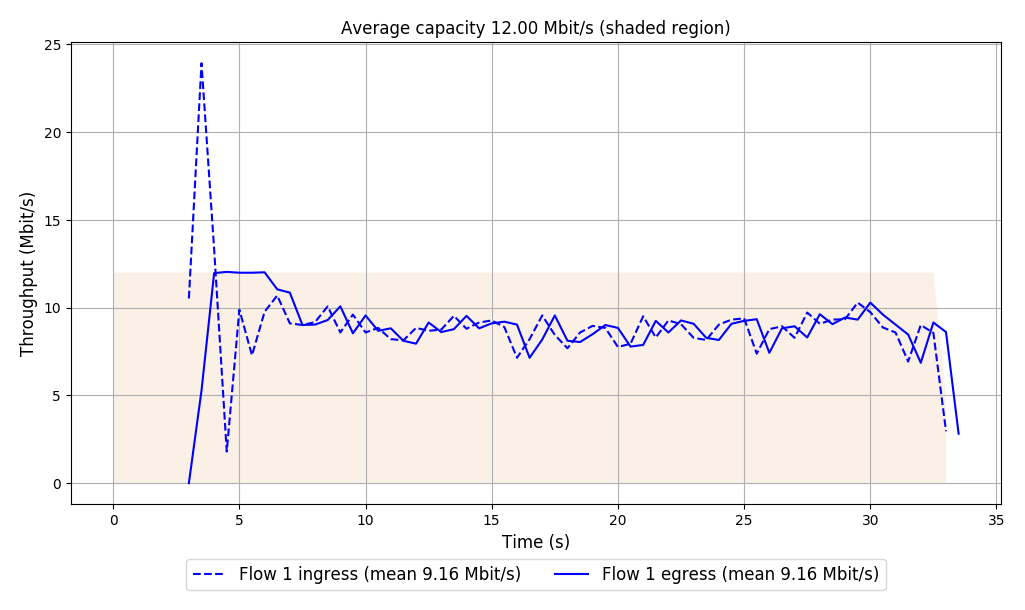 Average capacity 12.00 Mbit/s (shaded region)
Throughput (Mbit/s)
25
20
15
10
5
0
0 5 10 15 20 25 30 35
Time (s)
Flow 1 ingress (mean 9.16 Mbit/s) Flow 1 egress (mean 9.16 Mbit/s)